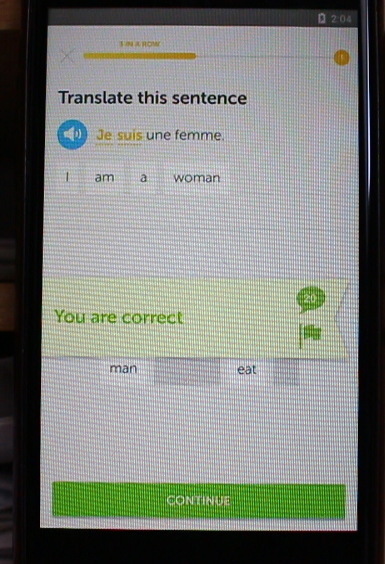 2:04
3 IN A ROW
1
Translate this sentence
Je suis une femme.
I am a woman
20
You are correct
man eat
CONTINUE